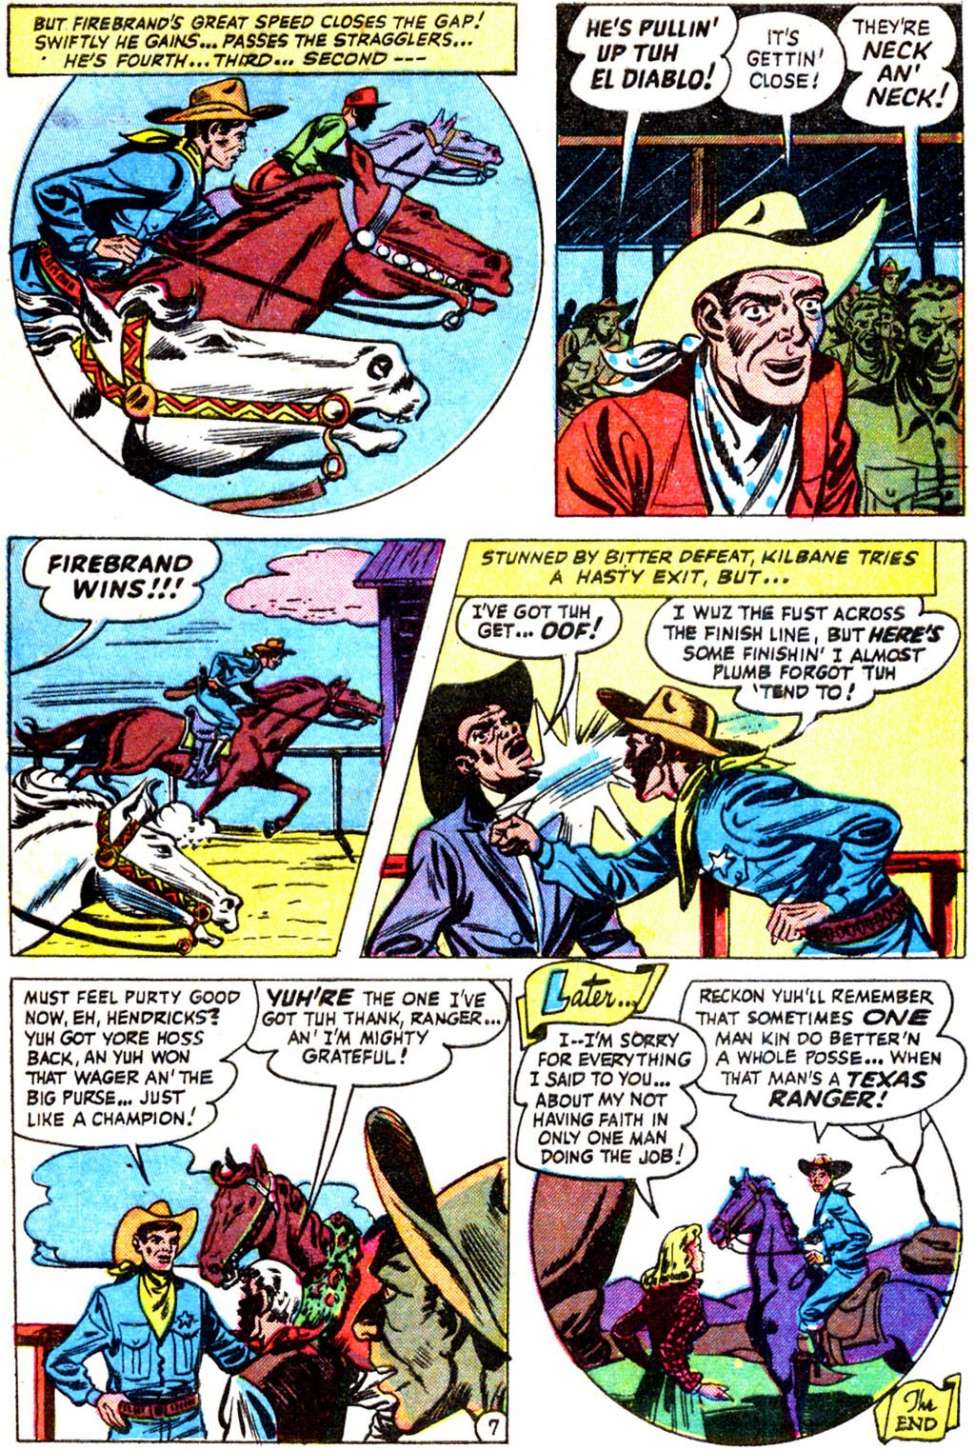 BUT FIREBRAND'S GREAT SPEED CLOSES THE GAP!
SWIFTLY HE GAINS... PASSES THE STRAGGLERS...
HE'S FOURTH... THIRD... SECOND ---
HE'S PULLIN'
UP TUH
EL DIABLO!
IT'S
GETTIN'
CLOSE!
THEY'RE
NECK
AN'
NECK!
FIREBRAND
WINS!!!
STUNNED BY BITTER DEFEAT, KILBANE TRIES
A HASTY EXIT, BUT...
I'VE GOT TUH
GET... OOF!
I WUZ THE FUST ACROSS
THE FINISH LINE, BUT HERE'S
SOME FINISHIN' I ALMOST
PLUMB FORGOT TUH
'TEND TO!
MUST FEEL PURTY GOOD
NOW, EH, HENDRICKS?
YUH GOT YORE HOSS
BACK, AN YUH WON
THAT WAGER AN' THE
BIG PURSE... JUST
LIKE A CHAMPION!
YUH'RE THE ONE I'VE
GOT TUH THANK, RANGER...
AN' I'M MIGHTY
GRATEFUL!
7
Later...
I--I'M SORRY
FOR EVERYTHING
I SAID TO YOU...
ABOUT MY NOT
HAVING FAITH IN
ONLY ONE MAN
DOING THE JOB!
RECKON YUH'LL REMEMBER
THAT SOMETIMES ONE
MAN KIN DO BETTER'N
A WHOLE POSSE... WHEN
THAT MAN'S A TEXAS
RANGER!
The
END